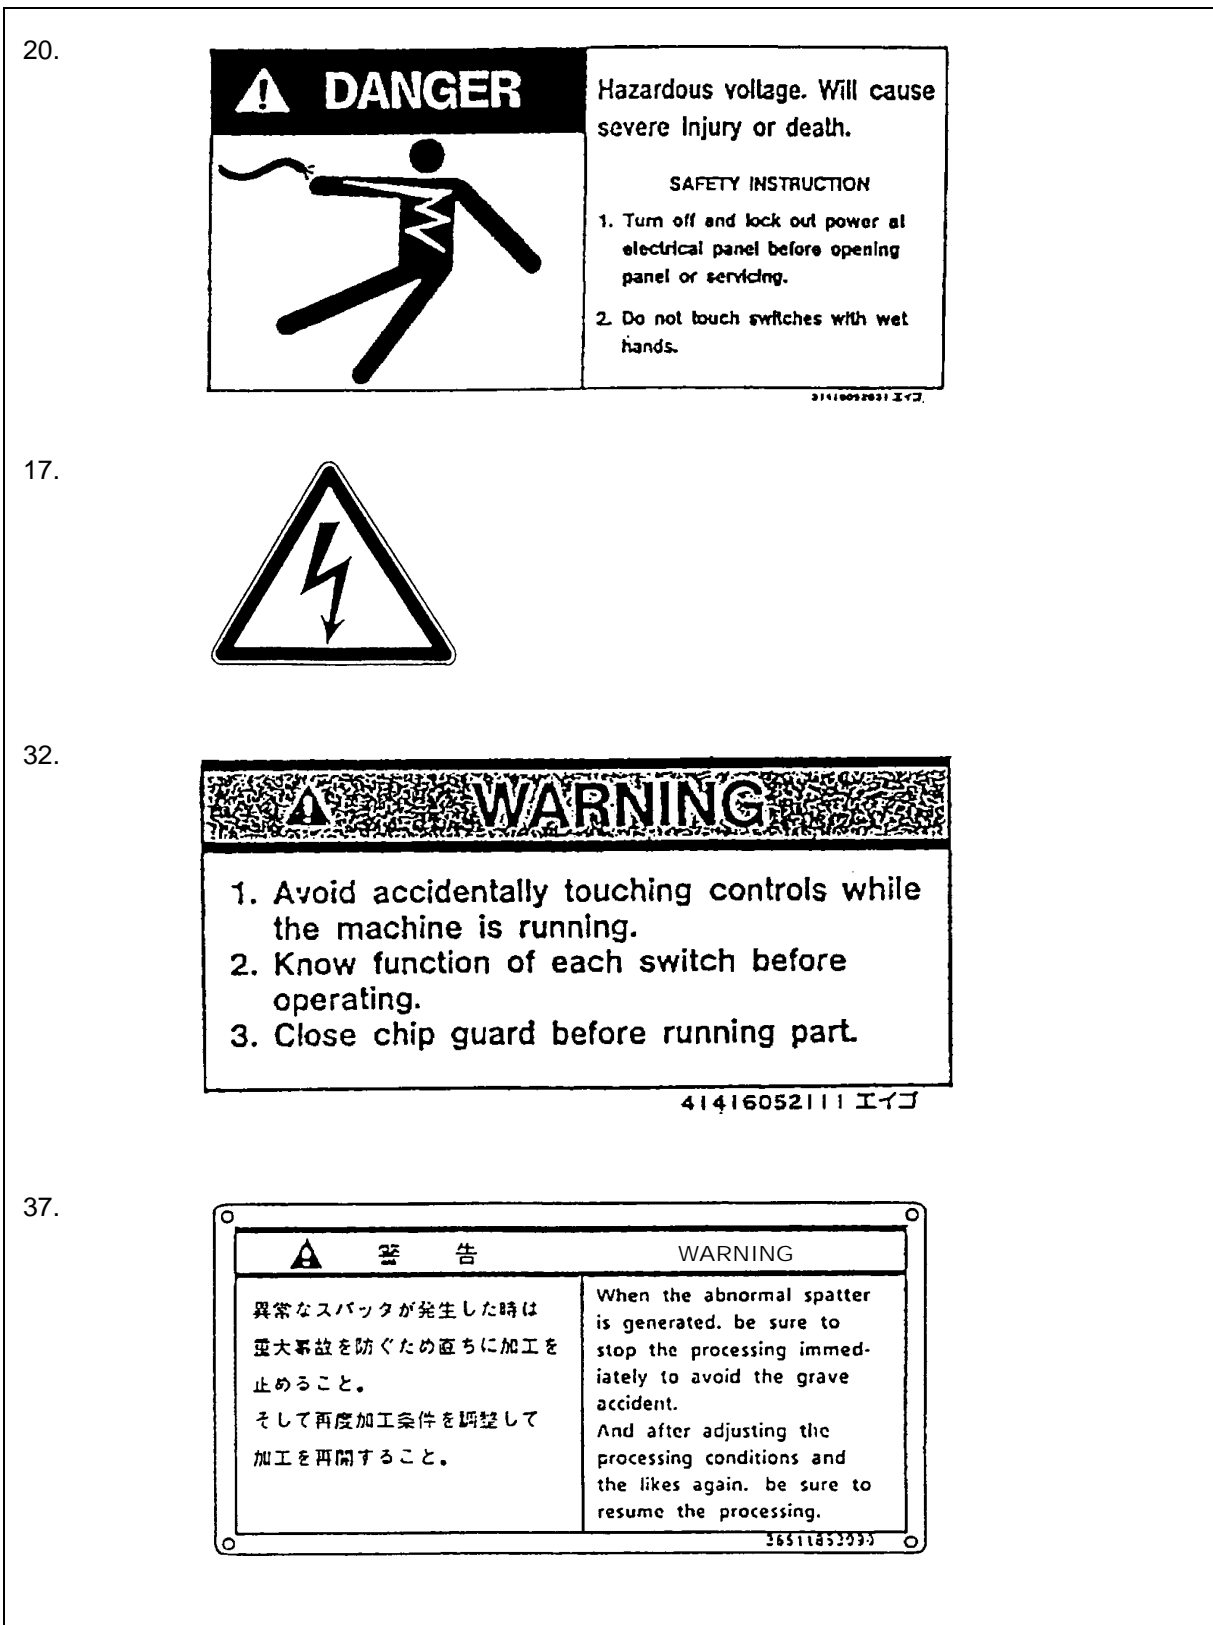 20.
DANGER
Hazardous voltage. Will cause
severe injury or death.
SAFETY INSTRUCTION
1. Turn off and lock out power at
electrical panel before opening
panel or servicing.
2. Do not touch switches with wet
hands.
エイゴ
17.
32.
WARNING
1. Avoid accidentally touching controls while
the machine is running.
2. Know function of each switch before
operating.
3. Close chip guard before running part.
41416052111 エイゴ
37.
警 告
WARNING
異常なスパッタが発生した時は
重大事故を防ぐため直ちに加工を
止めること。
そして再度加工条件を調整して
加工を再開すること。
When the abnormal spatter
is generated. be sure to
stop the processing immed-
iately to avoid the grave
accident.
And after adjusting the
processing conditions and
the likes again. be sure to
resume the processing.